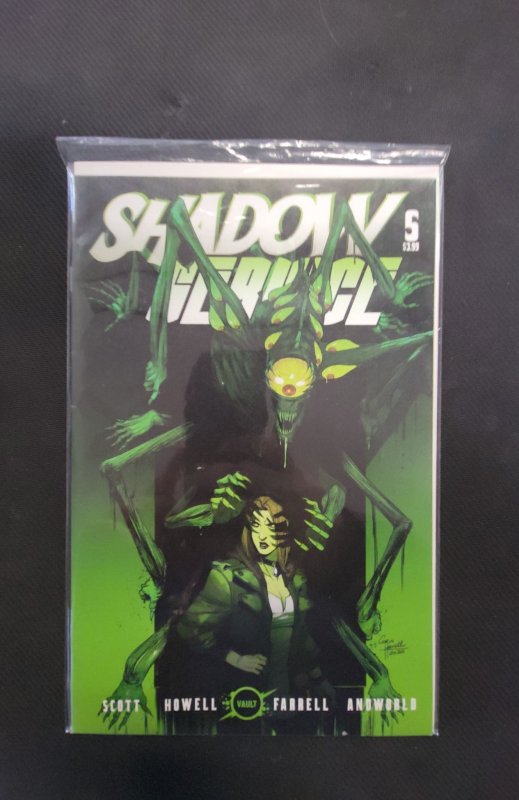 SHADOW
SERVICE
5
$3.99
SCOTT HOWELL VAULT FARRELL ANDWORLD